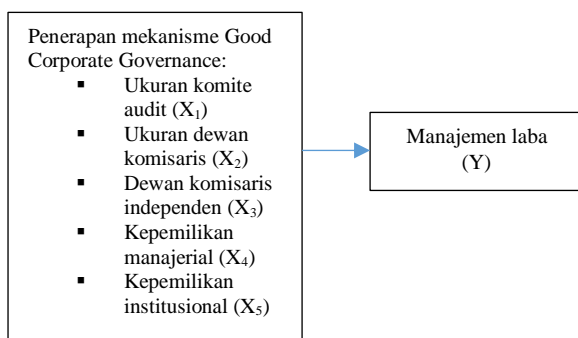 Penerapan mekanisme Good
Corporate Governance:
▪ Ukuran komite
audit (X₁)
▪ Ukuran dewan
komisaris (X₂)
▪ Dewan komisaris
independen (X₃)
▪ Kepemilikan
manajerial (X₄)
▪ Kepemilikan
institusional (X₅)
Manajemen laba
(Y)